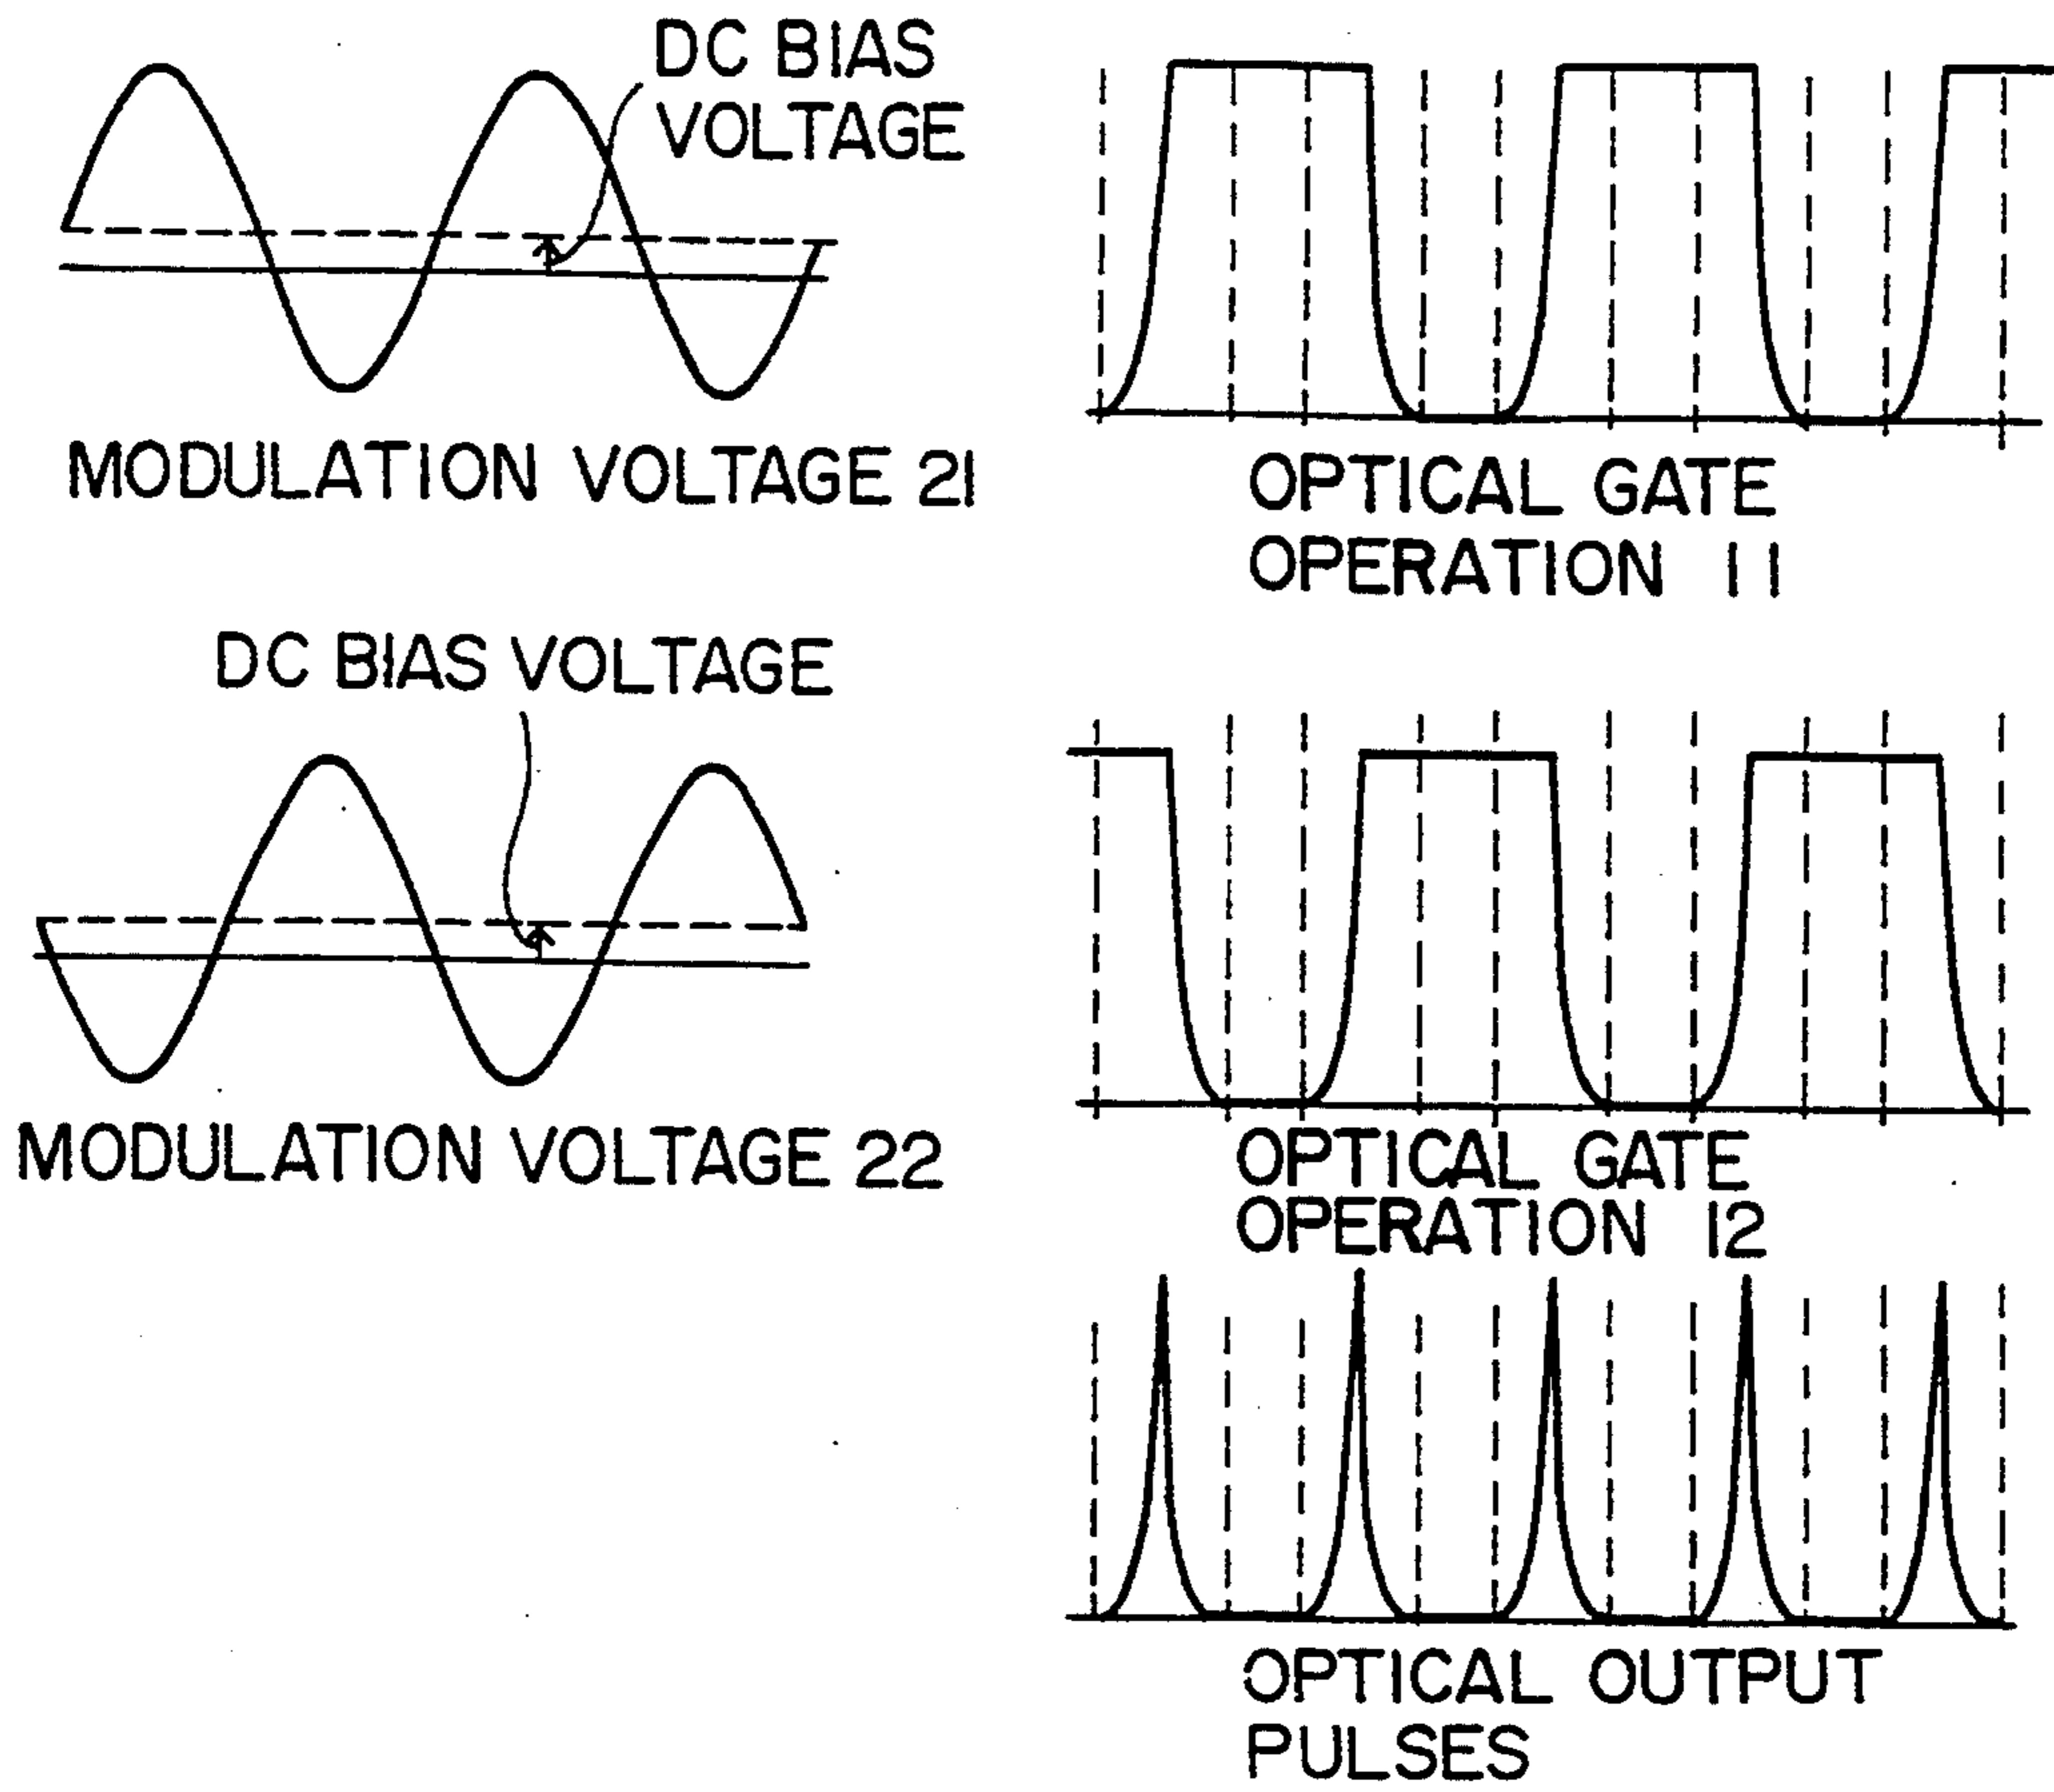 DC BIAS
VOLTAGE
MODULATION VOLTAGE 21
OPTICAL GATE
OPERATION 11
DC BIAS VOLTAGE
MODULATION VOLTAGE 22
OPTICAL GATE
OPERATION 12
OPTICAL OUTPUT
PULSES